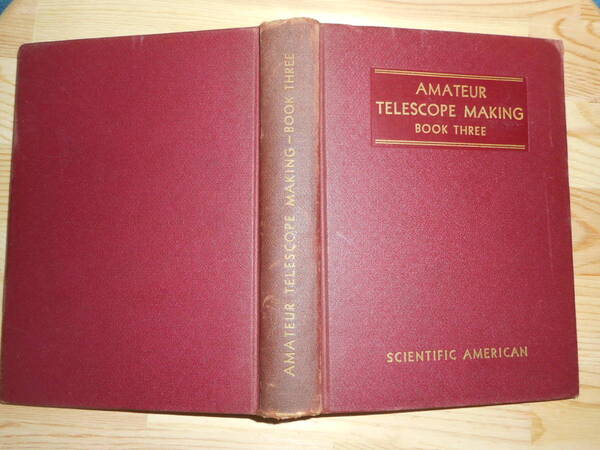 AMATEUR TELESCOPE MAKING—BOOK THREE
AMATEUR
TELESCOPE MAKING
BOOK THREE
SCIENTIFIC AMERICAN